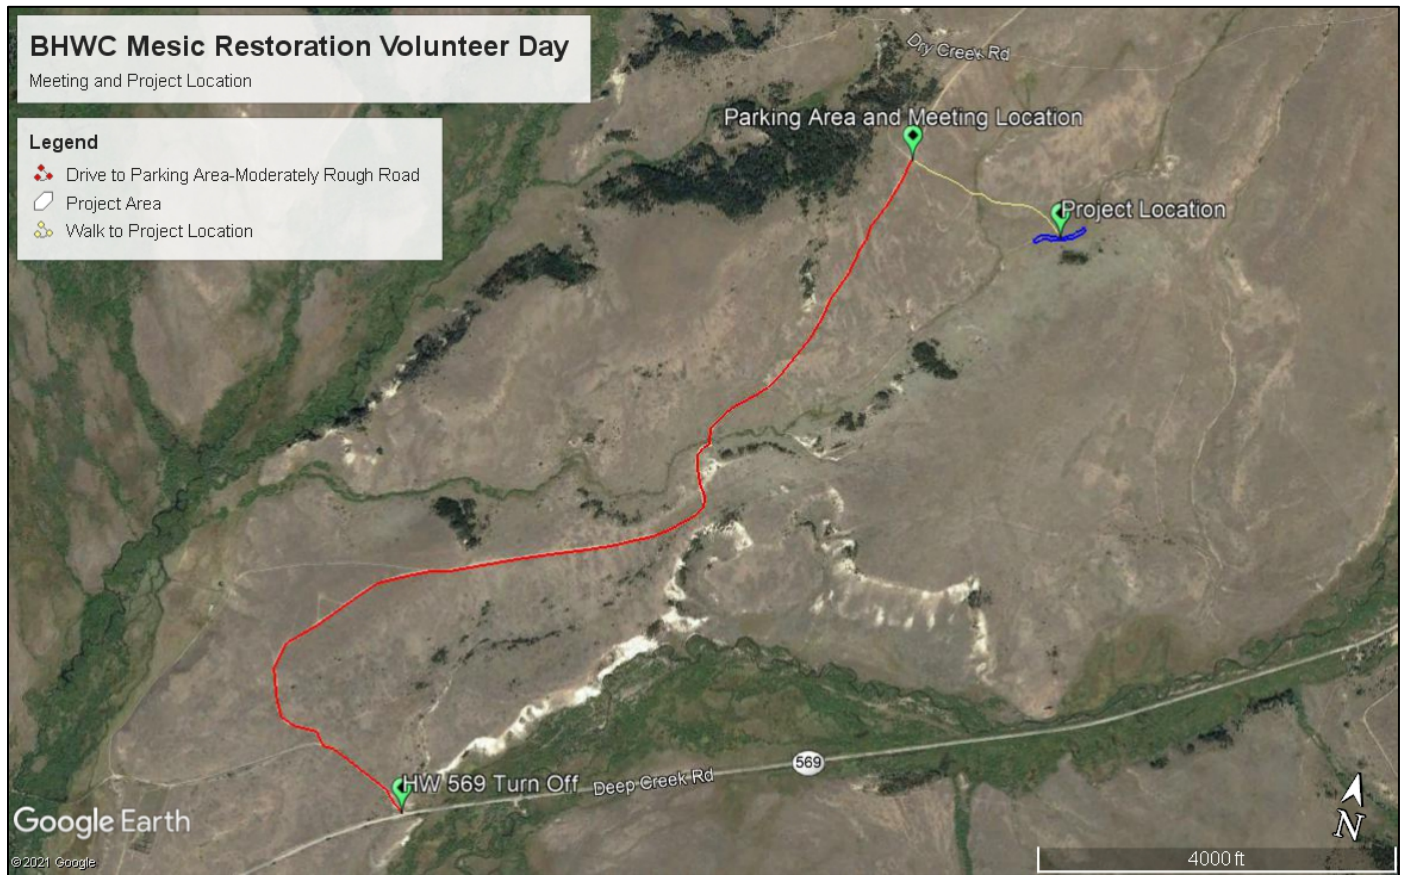 BHWC Mesic Restoration Volunteer Day
Meeting and Project Location
Legend
Drive to Parking Area-Moderately Rough Road
Project Area
Walk to Project Location
Dry Creek Rd
Parking Area and Meeting Location
Project Location
HW 569 Turn Off
Deep Creek Rd
569
Google Earth
©2021 Google
N
4000 ft